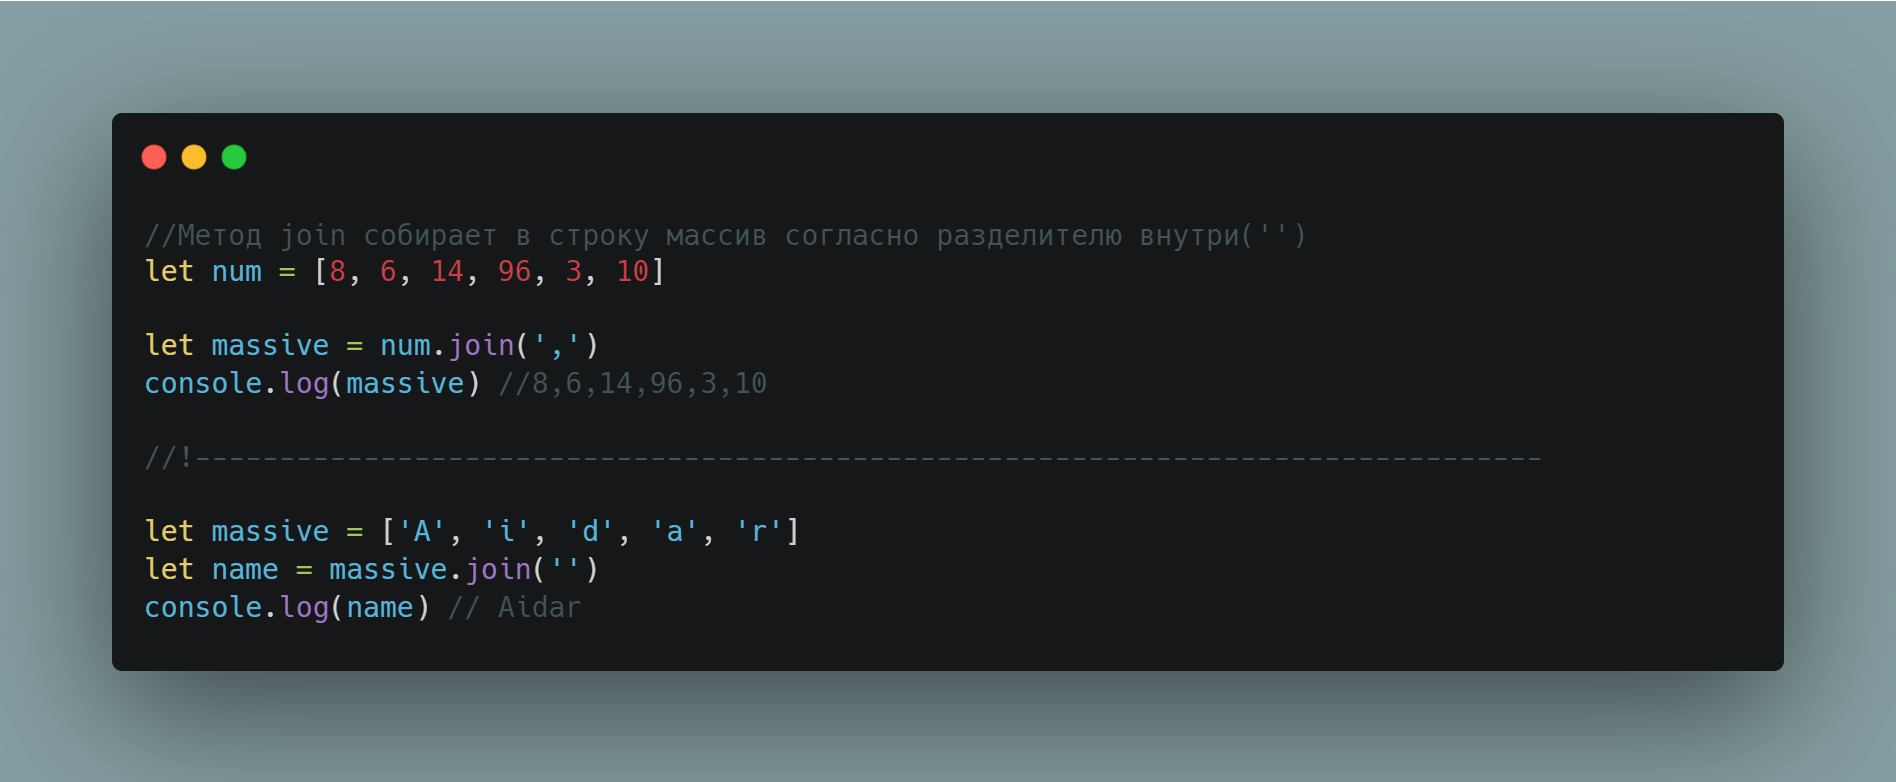 //Метод join собирает в строку массив согласно разделителю внутри('')
let num = [8, 6, 14, 96, 3, 10]
let massive = num.join(',')
console.log(massive) //8,6,14,96,3,10
//!--------------------------------------------------------------------------------
let massive = ['A', 'i', 'd', 'a', 'r']
let name = massive.join('')
console.log(name) // Aidar